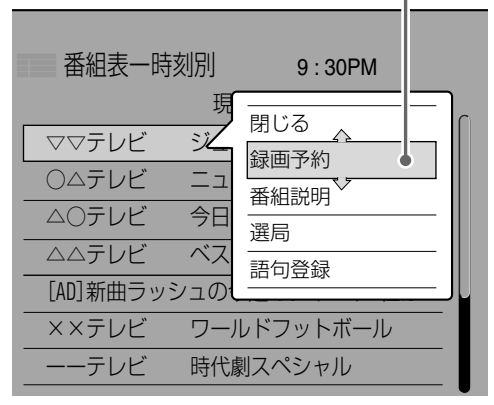 番組表ー時刻別 9:30PM
現
閉じる
▽▽テレビ ジュ
録画予約
○△テレビ ニュ
番組説明
△○テレビ 今日
選局
△△テレビ ベス
語句登録
[AD]新曲ラッシュの
××テレビ ワールドフットボール
ーーテレビ 時代劇スペシャル